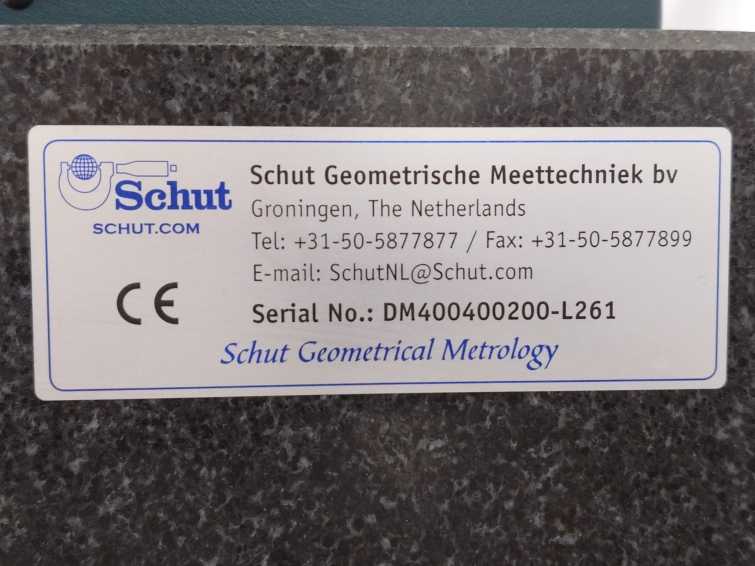 Schut
SCHUT.COM
Schut Geometrische Meettechniek bv
Groningen, The Netherlands
Tel: +31-50-5877877 / Fax: +31-50-5877899
E-mail: SchutNL@Schut.com
CE
Serial No.: DM400400200-L261
Schut Geometrical Metrology